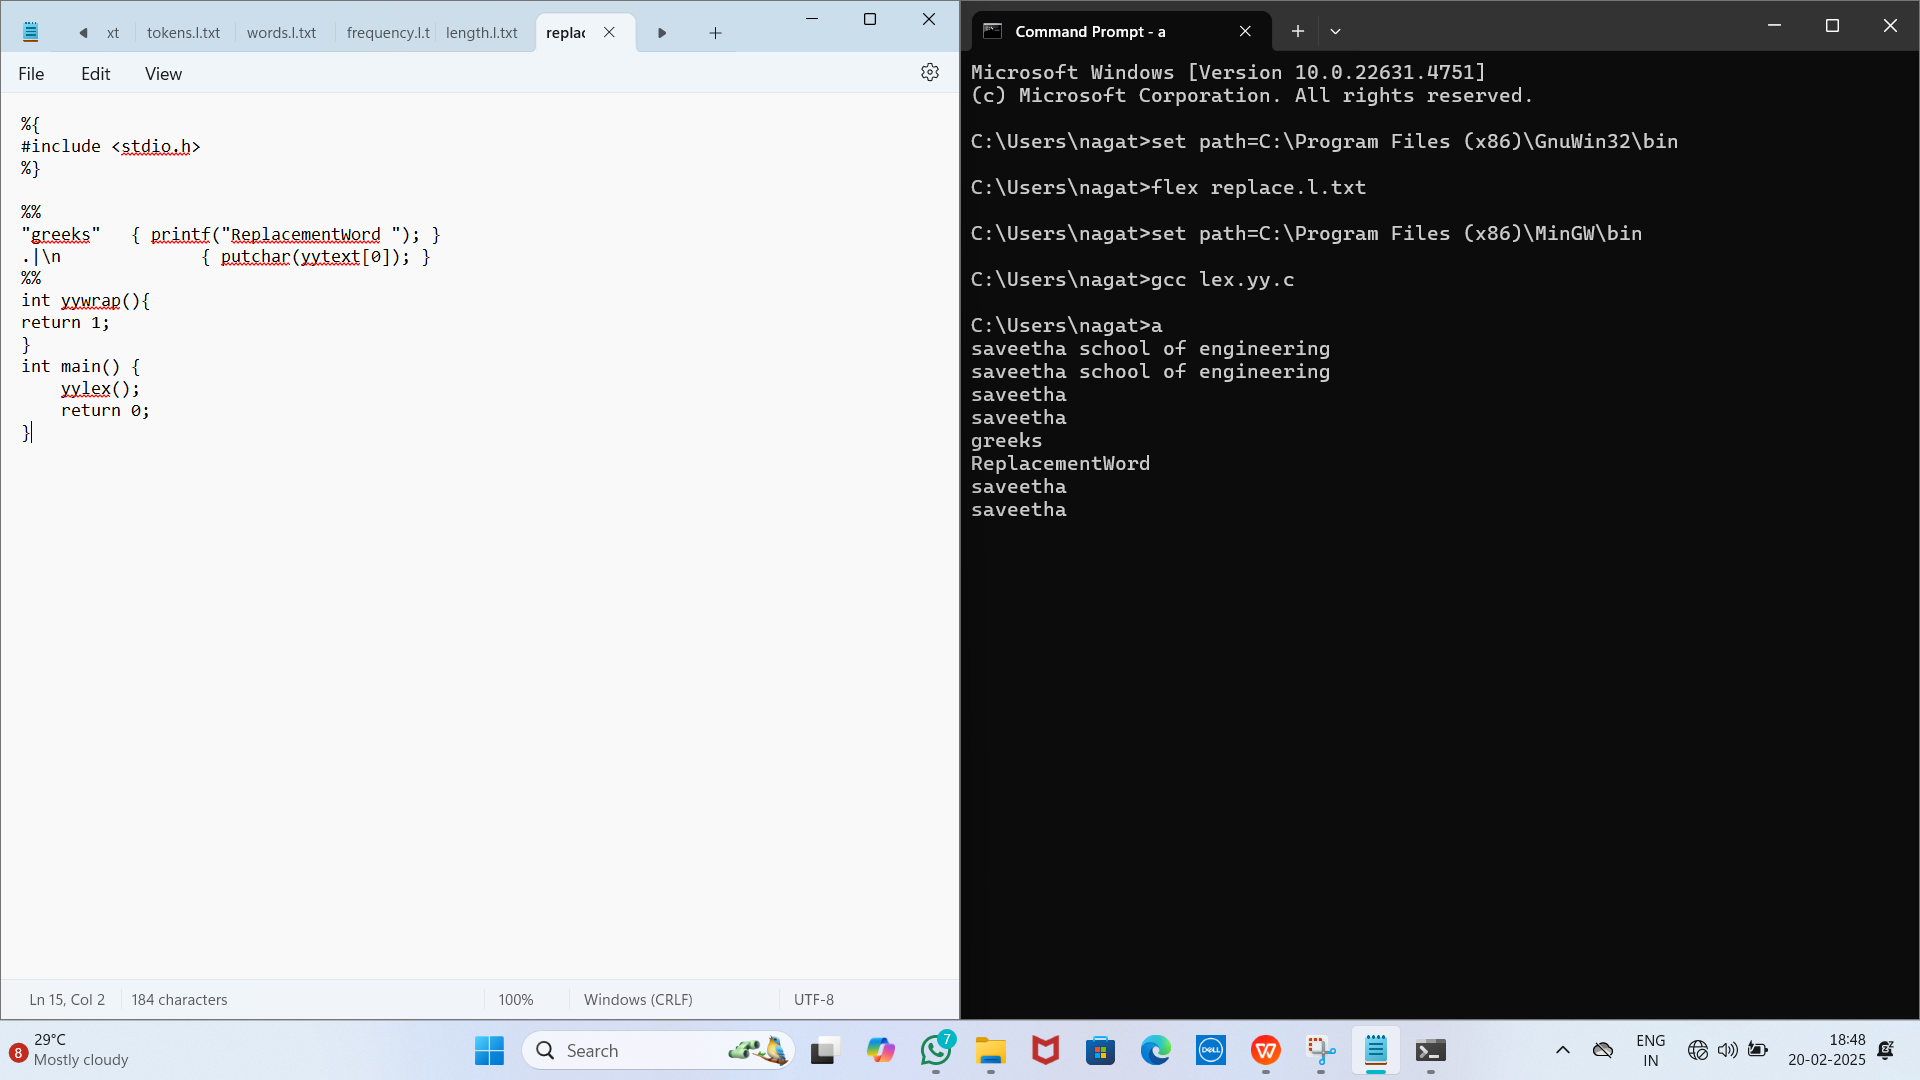 xt tokens.l.txt words.l.txt frequency.l.t length.l.txt replac
File Edit View
%{
#include <stdio.h>
%}
%%
"greeks"   { printf("ReplacementWord "); }
.|\n              { putchar(yytext[0]); }
%%
int yywrap(){
return 1;
}
int main() {
    yylex();
    return 0;
}
Ln 15, Col 2 184 characters 100% Windows (CRLF) UTF-8
Command Prompt - a
Microsoft Windows [Version 10.0.22631.4751]
(c) Microsoft Corporation. All rights reserved.
C:\Users\nagat>set path=C:\Program Files (x86)\GnuWin32\bin
C:\Users\nagat>flex replace.l.txt
C:\Users\nagat>set path=C:\Program Files (x86)\MinGW\bin
C:\Users\nagat>gcc lex.yy.c
C:\Users\nagat>a
saveetha school of engineering
saveetha school of engineering
saveetha
saveetha
greeks
ReplacementWord
saveetha
saveetha
8 29°C
Mostly cloudy
Search
7
DELL
W
ENG
IN
18:48
20-02-2025